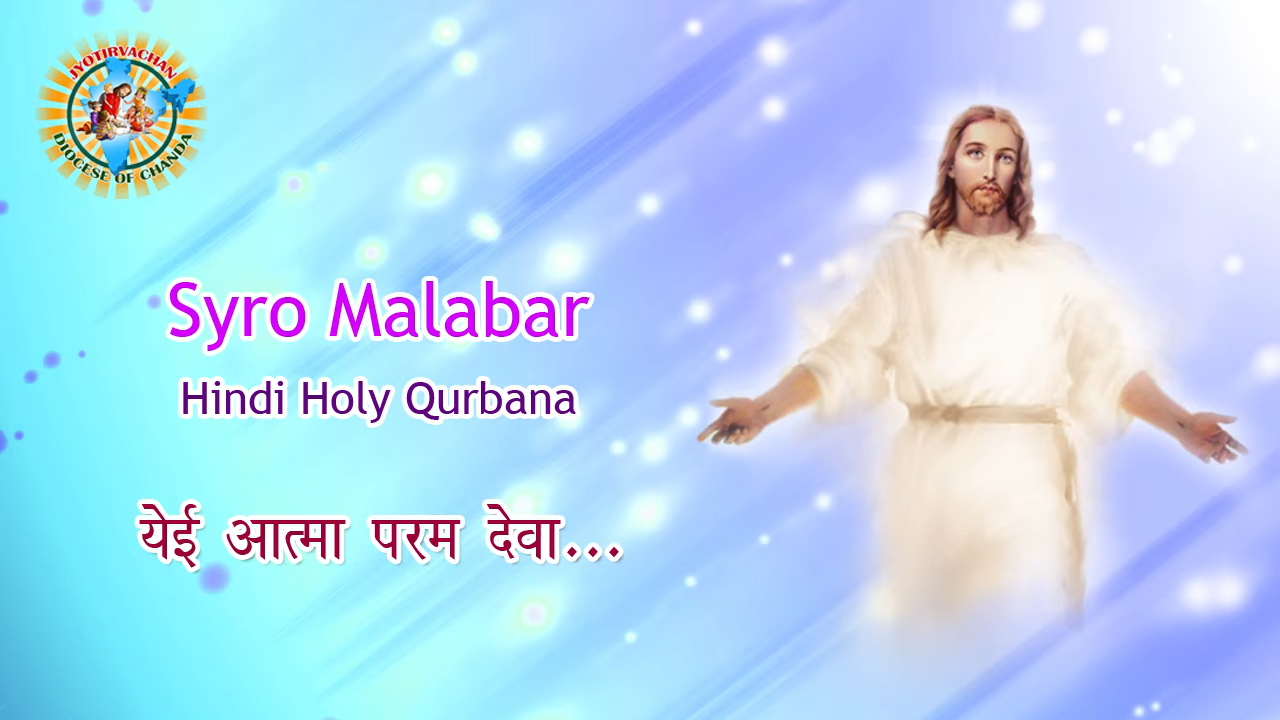 JYOTIRVACHAN
DIOCESE OF CHANDA
Syro Malabar
Hindi Holy Qurbana
येई आत्मा परम देवा...